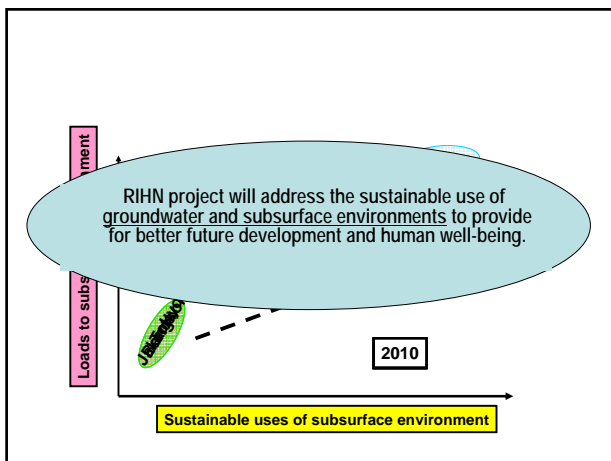 RIHN project will address the sustainable use of
groundwater and subsurface environments to provide
for better future development and human well-being.
Loads to subs
ment
2010
Sustainable uses of subsurface environment